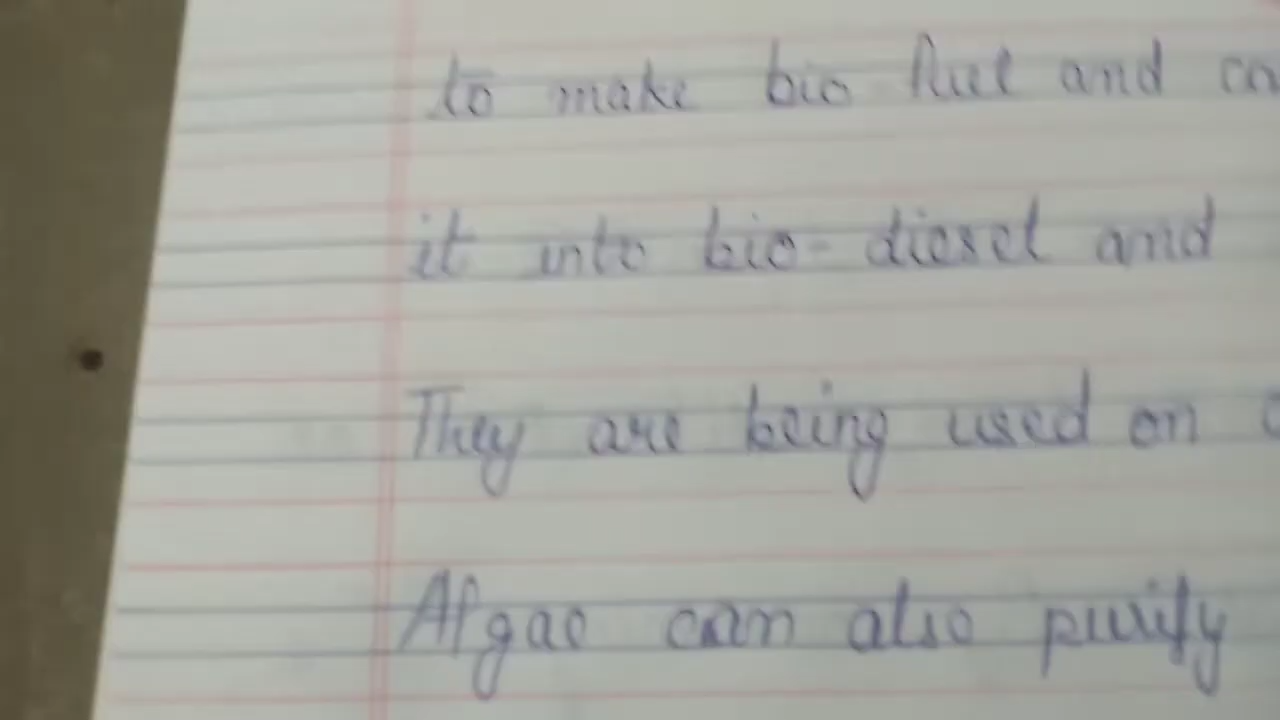 to make bio fuel and
it into bio-diesel and
They are being used on
Algae can also purify